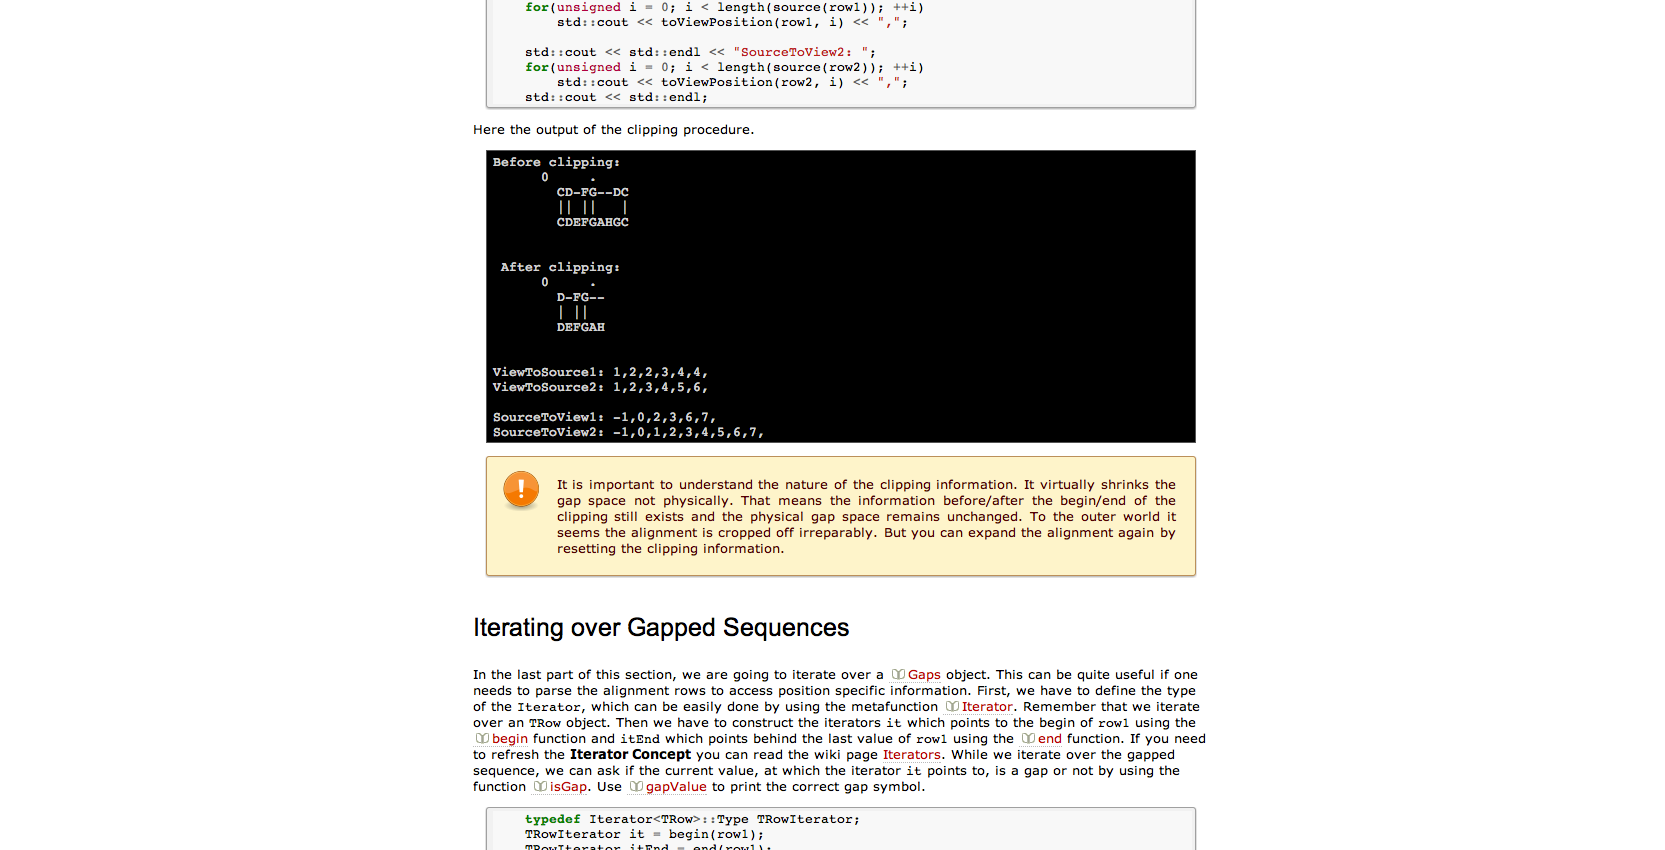 for(unsigned i = 0; i < length(source(row1)); ++i)
std::cout << toViewPosition(row1, i) << ",";
std::cout << std::endl << "SourceToView2: ";
for(unsigned i = 0; i < length(source(row2)); ++i)
std::cout << toViewPosition(row2, i) << ",";
std::cout << std::endl;
Here the output of the clipping procedure.
Before clipping:
0     .
CD-FG--DC
|| ||   |
CDEFGAHGC
After clipping:
0     .
D-FG--
| ||
DEFGAH
ViewToSource1: 1,2,2,3,4,4,
ViewToSource2: 1,2,3,4,5,6,
SourceToView1: -1,0,2,3,6,7,
SourceToView2: -1,0,1,2,3,4,5,6,7,
It is important to understand the nature of the clipping information. It virtually shrinks the
gap space not physically. That means the information before/after the begin/end of the
clipping still exists and the physical gap space remains unchanged. To the outer world it
seems the alignment is cropped off irreparably. But you can expand the alignment again by
resetting the clipping information.
Iterating over Gapped Sequences
In the last part of this section, we are going to iterate over a Gaps object. This can be quite useful if one
needs to parse the alignment rows to access position specific information. First, we have to define the type
of the Iterator, which can be easily done by using the metafunction Iterator. Remember that we iterate
over an TRow object. Then we have to construct the iterators it which points to the begin of row1 using the
begin function and itEnd which points behind the last value of row1 using the end function. If you need
to refresh the Iterator Concept you can read the wiki page Iterators. While we iterate over the gapped
sequence, we can ask if the current value, at which the iterator it points to, is a gap or not by using the
function isGap. Use gapValue to print the correct gap symbol.
typedef Iterator<TRow>::Type TRowIterator;
TRowIterator it = begin(row1);
TRowIterator itEnd = end(row1);